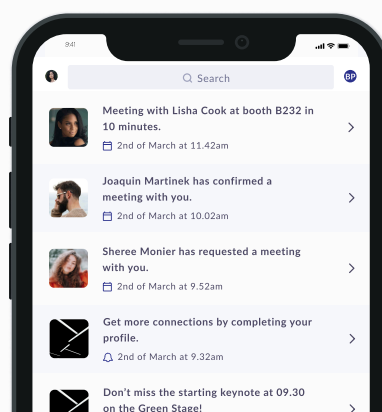 9:41
Search
BP
Meeting with Lisha Cook at booth B232 in
10 minutes.
2nd of March at 11.42am
Joaquin Martinek has confirmed a
meeting with you.
2nd of March at 10.02am
Sheree Monier has requested a meeting
with you.
2nd of March at 9.52am
Get more connections by completing your
profile.
2nd of March at 9.32am
Don't miss the starting keynote at 09.30
on the Green Stage!